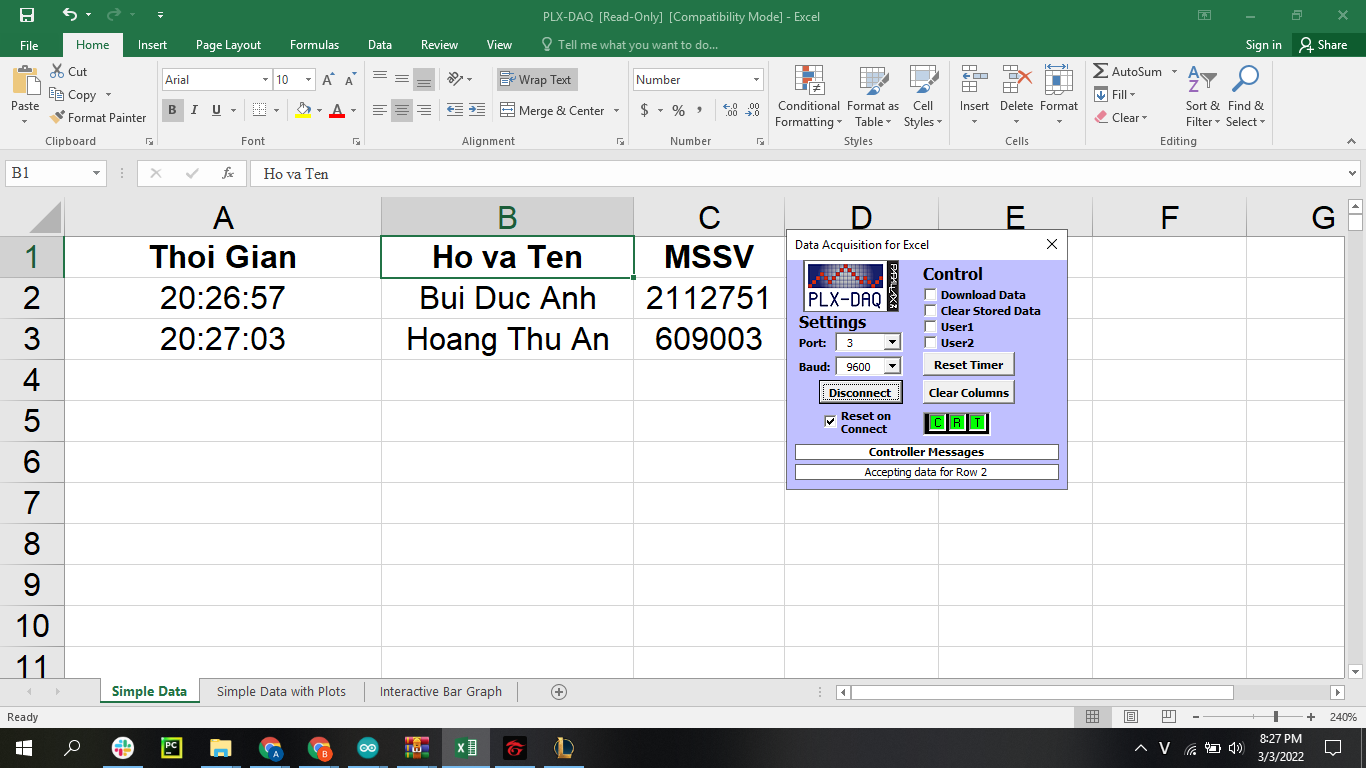 PLX-DAQ  [Read-Only]  [Compatibility Mode] - Excel
File Home Insert Page Layout Formulas Data Review View Tell me what you want to do... Sign in Share
Paste
Cut
Copy
Format Painter
Clipboard
Arial 10 A A
B I U A
Font
Wrap Text
Merge & Center
Alignment
Number
$ % ,
.0 .00 .00 .0
Number
Conditional Formatting
Format as Table
Cell Styles
Styles
Insert
Delete
Format
Cells
AutoSum
Fill
Clear
Sort & Filter
Find & Select
Editing
B1 fx Ho va Ten
A B C D E F G
1 Thoi Gian Ho va Ten MSSV
2 20:26:57 Bui Duc Anh 2112751
3 20:27:03 Hoang Thu An 609003
4
5
6
7
8
9
10
11
Data Acquisition for Excel
PLX-DAQ
PARALLAX
Settings
Port: 3
Baud: 9600
Disconnect
Reset on Connect
Control
Download Data
Clear Stored Data
User1
User2
Reset Timer
Clear Columns
C R T
Controller Messages
Accepting data for Row 2
Simple Data Simple Data with Plots Interactive Bar Graph
Ready 240%
PC A B V
8:27 PM
3/3/2022